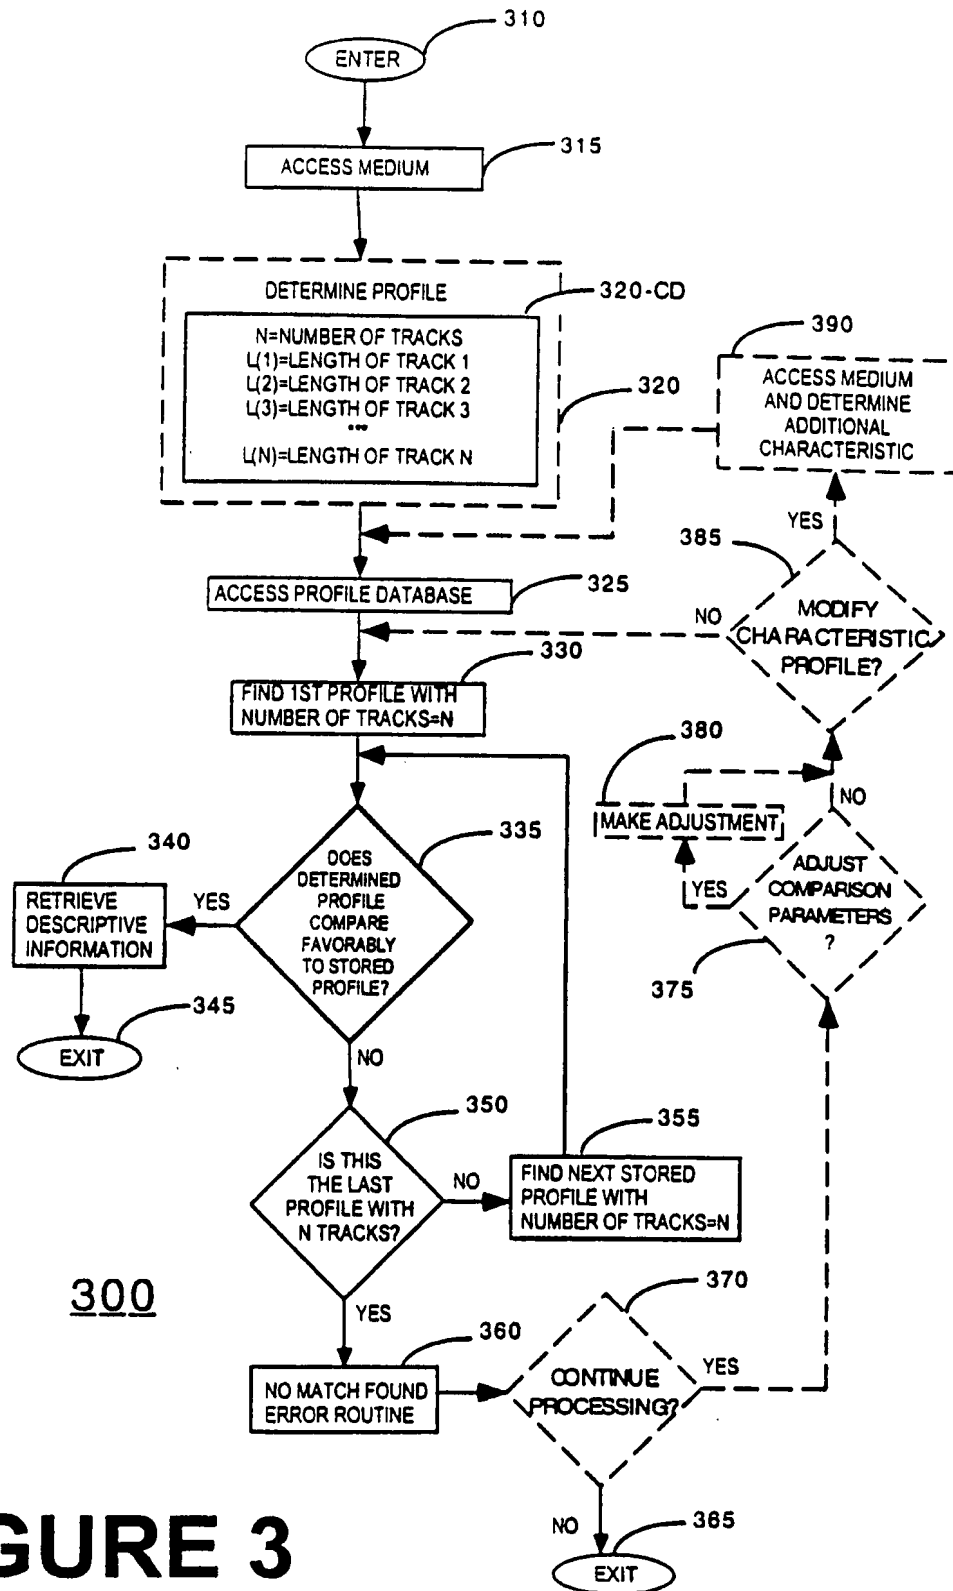 310
ENTER
315
ACCESS MEDIUM
DETERMINE PROFILE
320-CD
N=NUMBER OF TRACKS
L(1)=LENGTH OF TRACK 1
L(2)=LENGTH OF TRACK 2
L(3)=LENGTH OF TRACK 3
•••
L(N)=LENGTH OF TRACK N
320
390
ACCESS MEDIUM
AND DETERMINE
ADDITIONAL
CHARACTERISTIC
YES
385
MODIFY
CHARACTERISTIC
PROFILE?
NO
325
ACCESS PROFILE DATABASE
330
FIND 1ST PROFILE WITH
NUMBER OF TRACKS=N
380
MAKE ADJUSTMENT
NO
YES
ADJUST
COMPARISON
PARAMETERS
?
375
335
DOES
DETERMINED
PROFILE
COMPARE
FAVORABLY
TO STORED
PROFILE?
340
YES
RETRIEVE
DESCRIPTIVE
INFORMATION
345
EXIT
NO
350
IS THIS
THE LAST
PROFILE WITH
N TRACKS?
NO
355
FIND NEXT STORED
PROFILE WITH
NUMBER OF TRACKS=N
300
YES
360
NO MATCH FOUND
ERROR ROUTINE
370
CONTINUE
PROCESSING?
YES
NO
365
EXIT
GURE 3